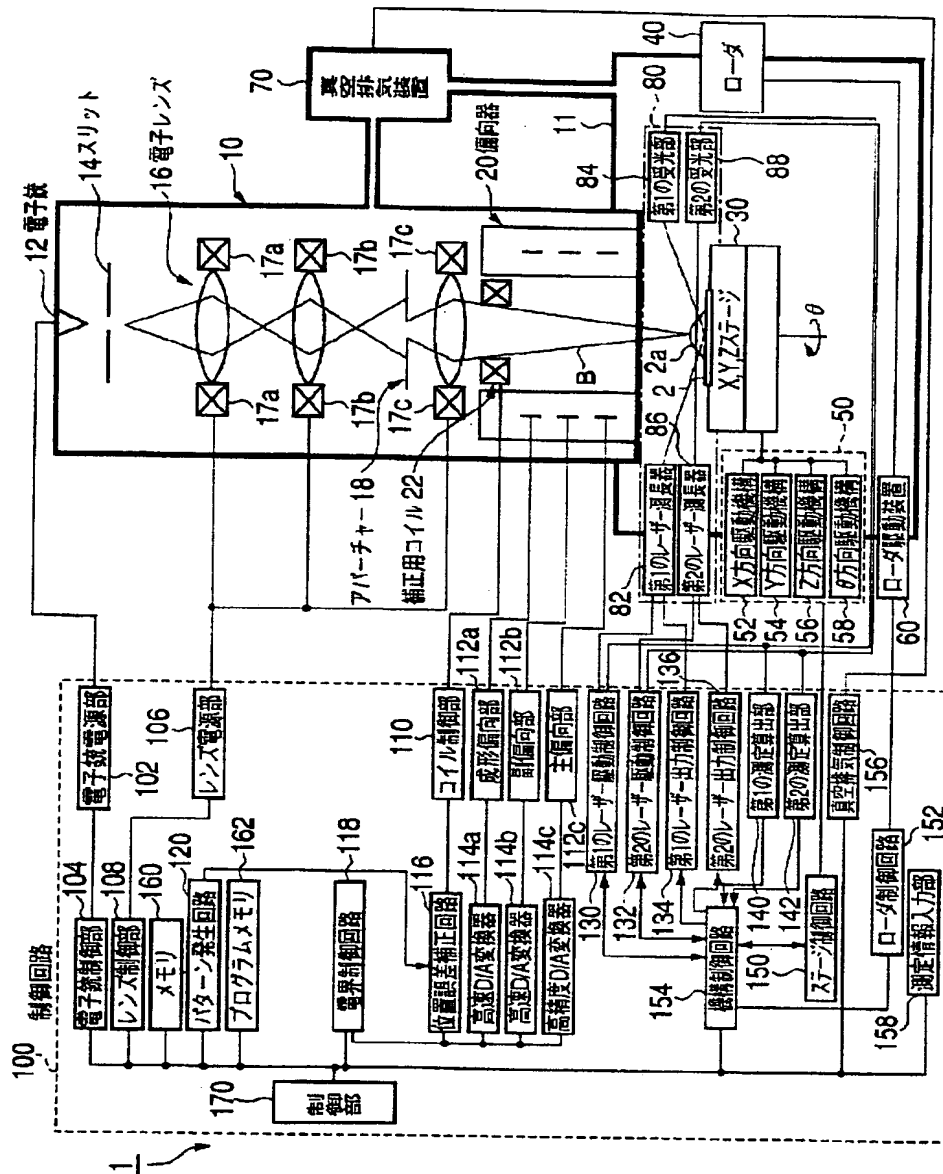 1
100
制御回路
170
制御部
104
電子銃制御部
108
レンズ制御部
160
メモリ
120
パターン発生回路
162
プログラムメモリ
118
電界制御回路
116
位置誤差補正回路
114a
高速D/A変換器
114b
高速D/A変換器
114c
高精度D/A変換器
154
機構制御回路
150
ステージ制御回路
152
ローダ制御回路
158
測定情報入力部
電子銃電源部
102
レンズ電源部
106
110
コイル制御部
112a
成形偏向部
112b
副偏向部
主偏向部
112c
130
第1のレーザー駆動制御回路
132
第2のレーザー駆動制御回路
134
第1のレーザー出力制御回路
136
第2のレーザー出力制御回路
140
第1の測定算出部
142
第2の測定算出部
真空排気制御回路
156
12 電子銃
14 スリット
16 電子レンズ
10
17a
17a
17b
17b
17c
17c
アパーチャー 18
補正用コイル 22
20 偏向器
B
11
70
真空排気装置
40
ローダ
80
84
第1の受光部
第2の受光部
88
82
第1のレーザー測長器
第2のレーザー測長器
86
2
2a
30
X,Y,Zステージ
θ
50
X方向駆動機構
52
Y方向駆動機構
54
Z方向駆動機構
56
θ方向駆動機構
58
ローダ駆動装置
60